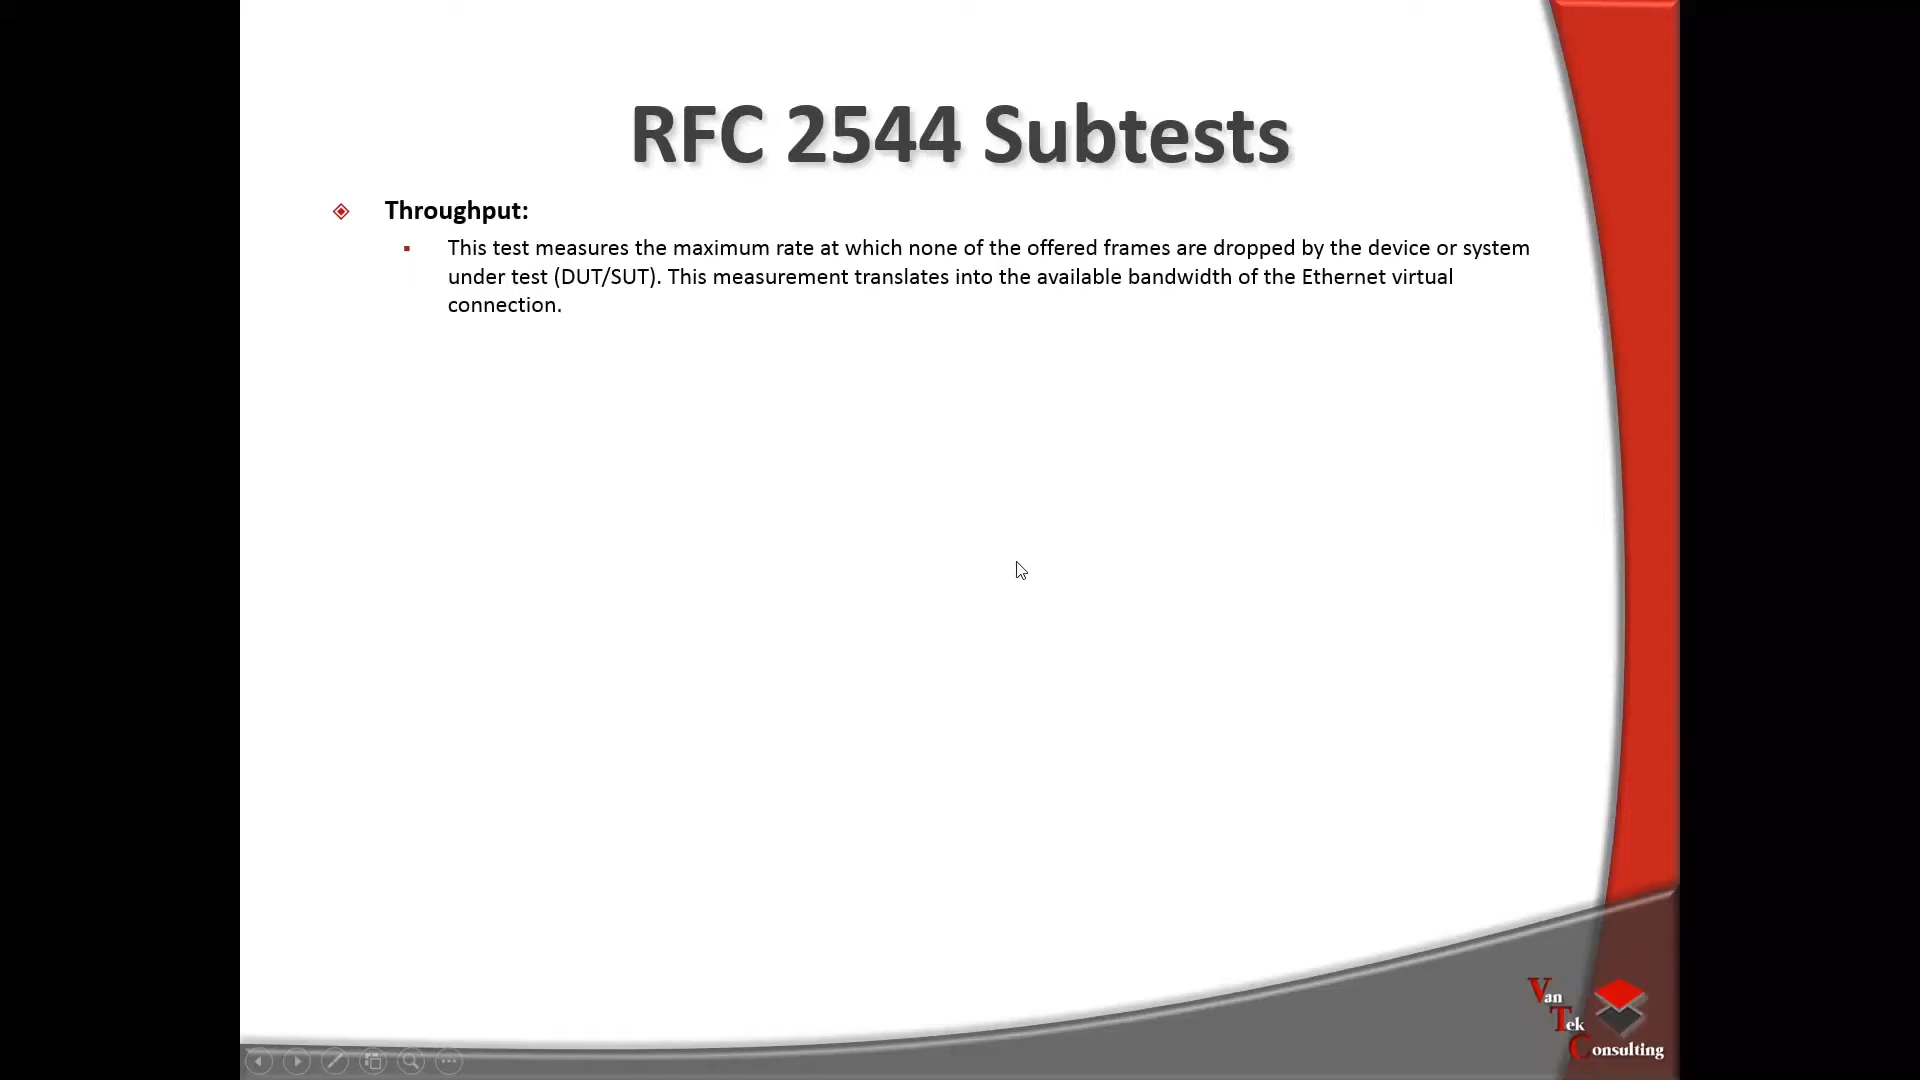 RFC 2544 Subtests
Throughput:
This test measures the maximum rate at which none of the offered frames are dropped by the device or system
under test (DUT/SUT). This measurement translates into the available bandwidth of the Ethernet virtual
connection.
Van
Tek
Consulting